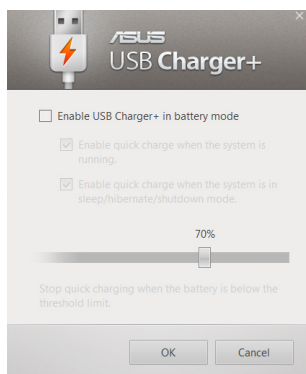 ASUS
USB Charger+
Enable USB Charger+ in battery mode
Enable quick charge when the system is
running.
Enable quick charge when the system is in
sleep/hibernate/shutdown mode.
70%
Stop quick charging when the battery is below the
threshold limit.
OK
Cancel